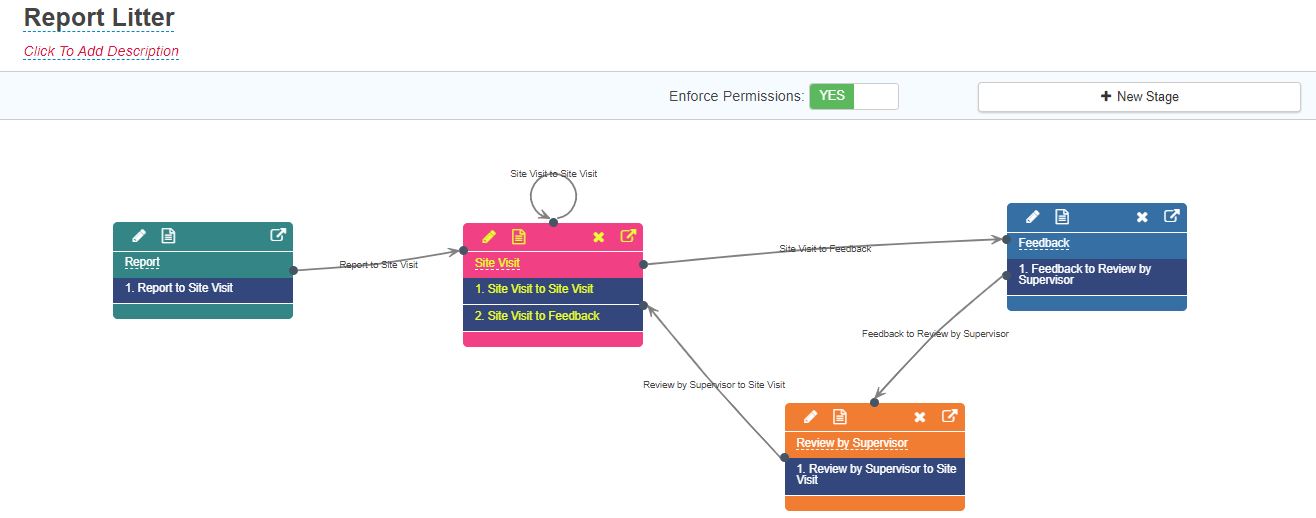 Report Litter
Click To Add Description
Enforce Permissions: YES
+ New Stage
Site Visit to Site Visit
Report
1. Report to Site Visit
Report to Site Visit
Site Visit
1. Site Visit to Site Visit
2. Site Visit to Feedback
Site Visit to Feedback
Feedback
1. Feedback to Review by
Supervisor
Feedback to Review by Supervisor
Review by Supervisor to Site Visit
Review by Supervisor
1. Review by Supervisor to Site
Visit